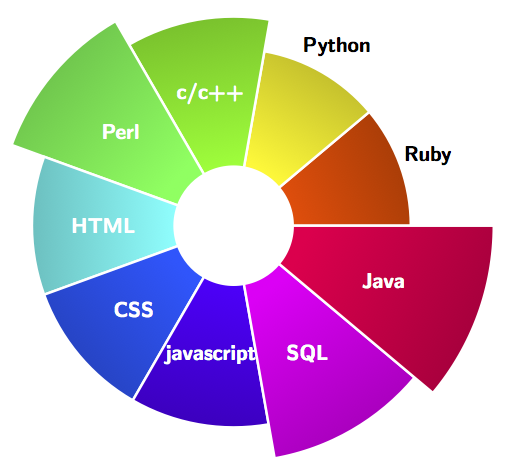 Python
c/c++
Perl
Ruby
HTML
Java
CSS
javascript
SQL